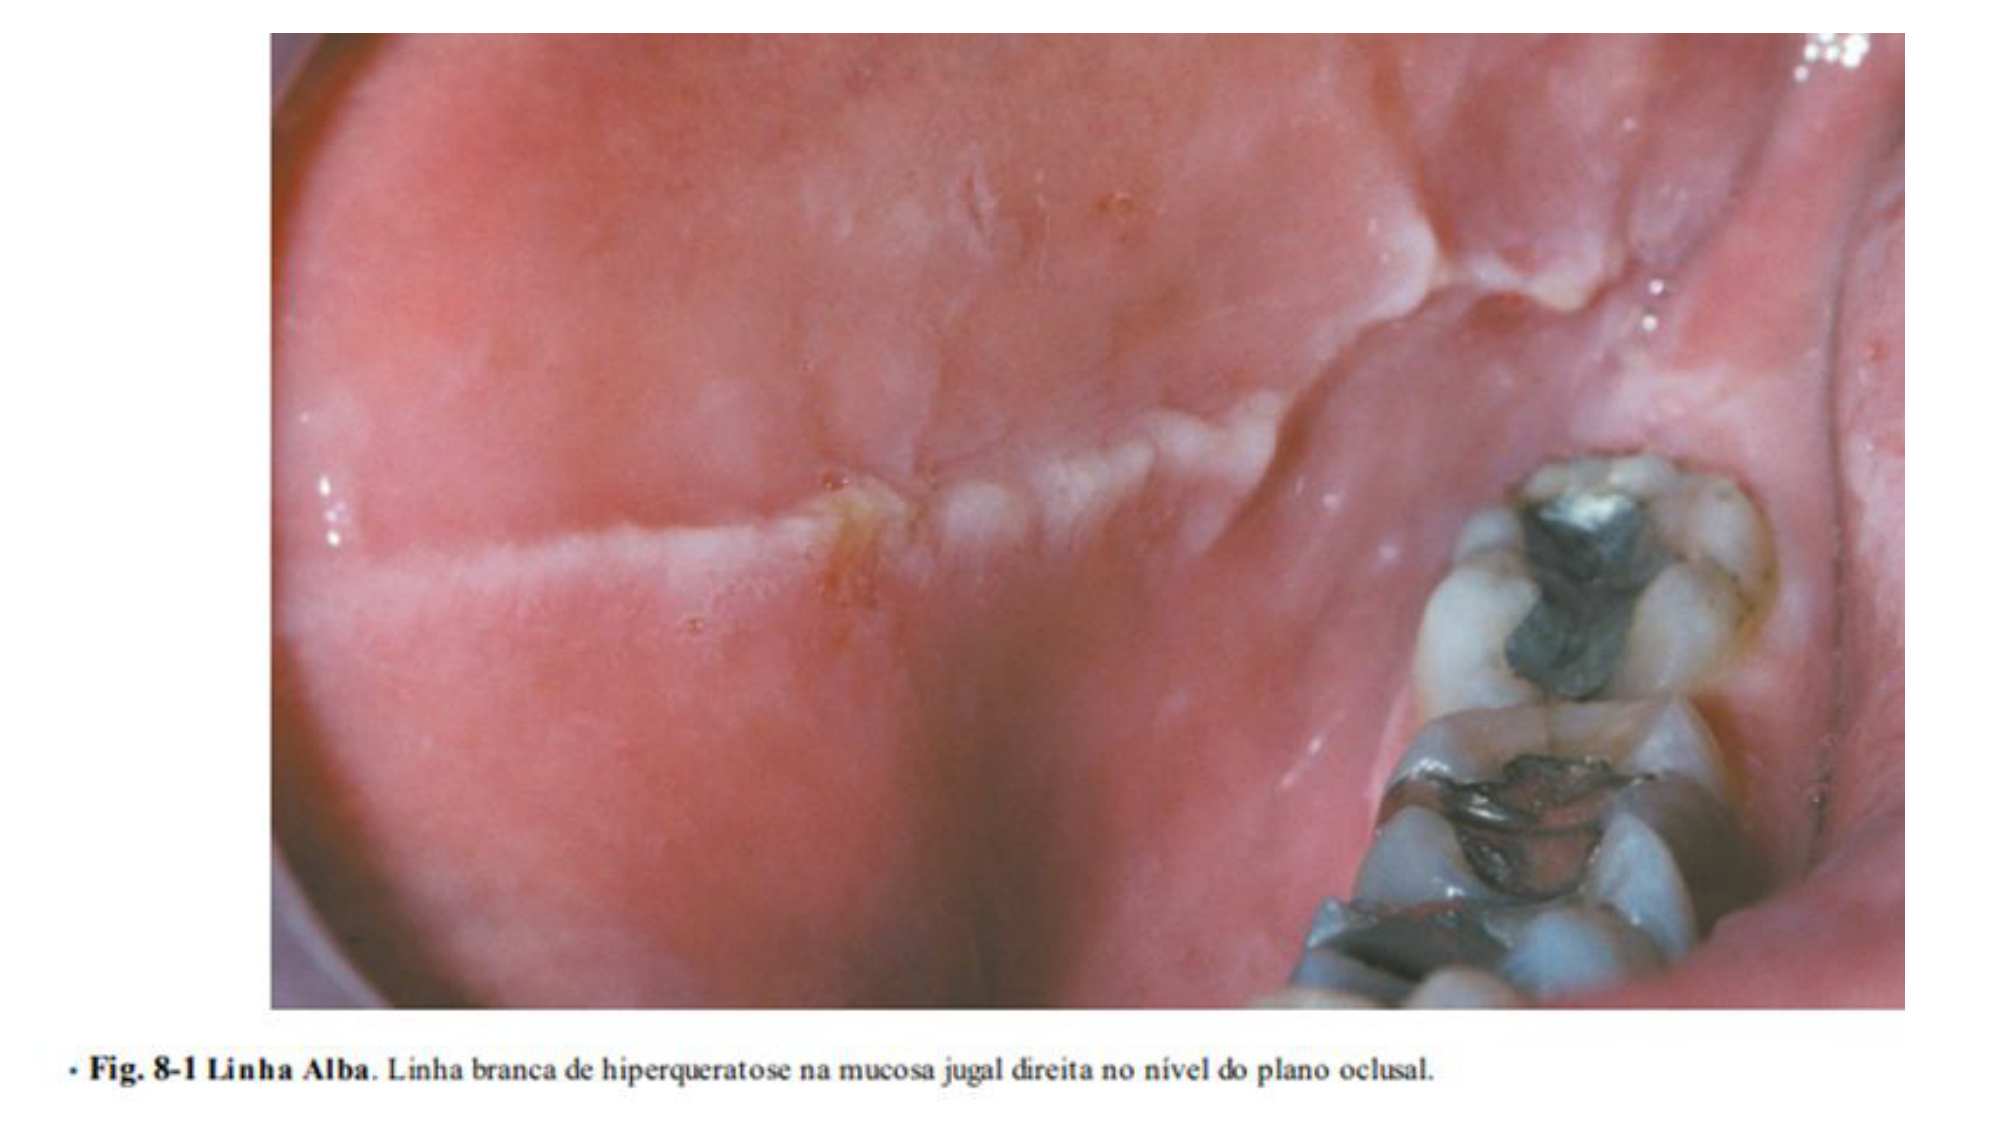 • Fig. 8-1 Linha Alba. Linha branca de hiperqueratose na mucosa jugal direita no nível do plano oclusal.